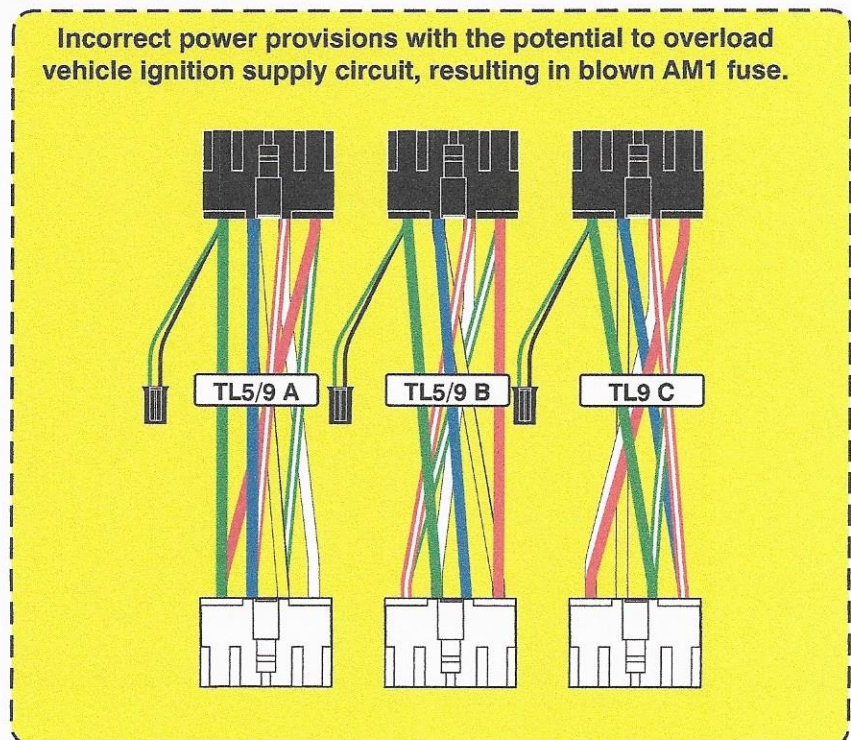 Incorrect power provisions with the potential to overload
vehicle ignition supply circuit, resulting in blown AM1 fuse.
TL5/9 A
TL5/9 B
TL9 C